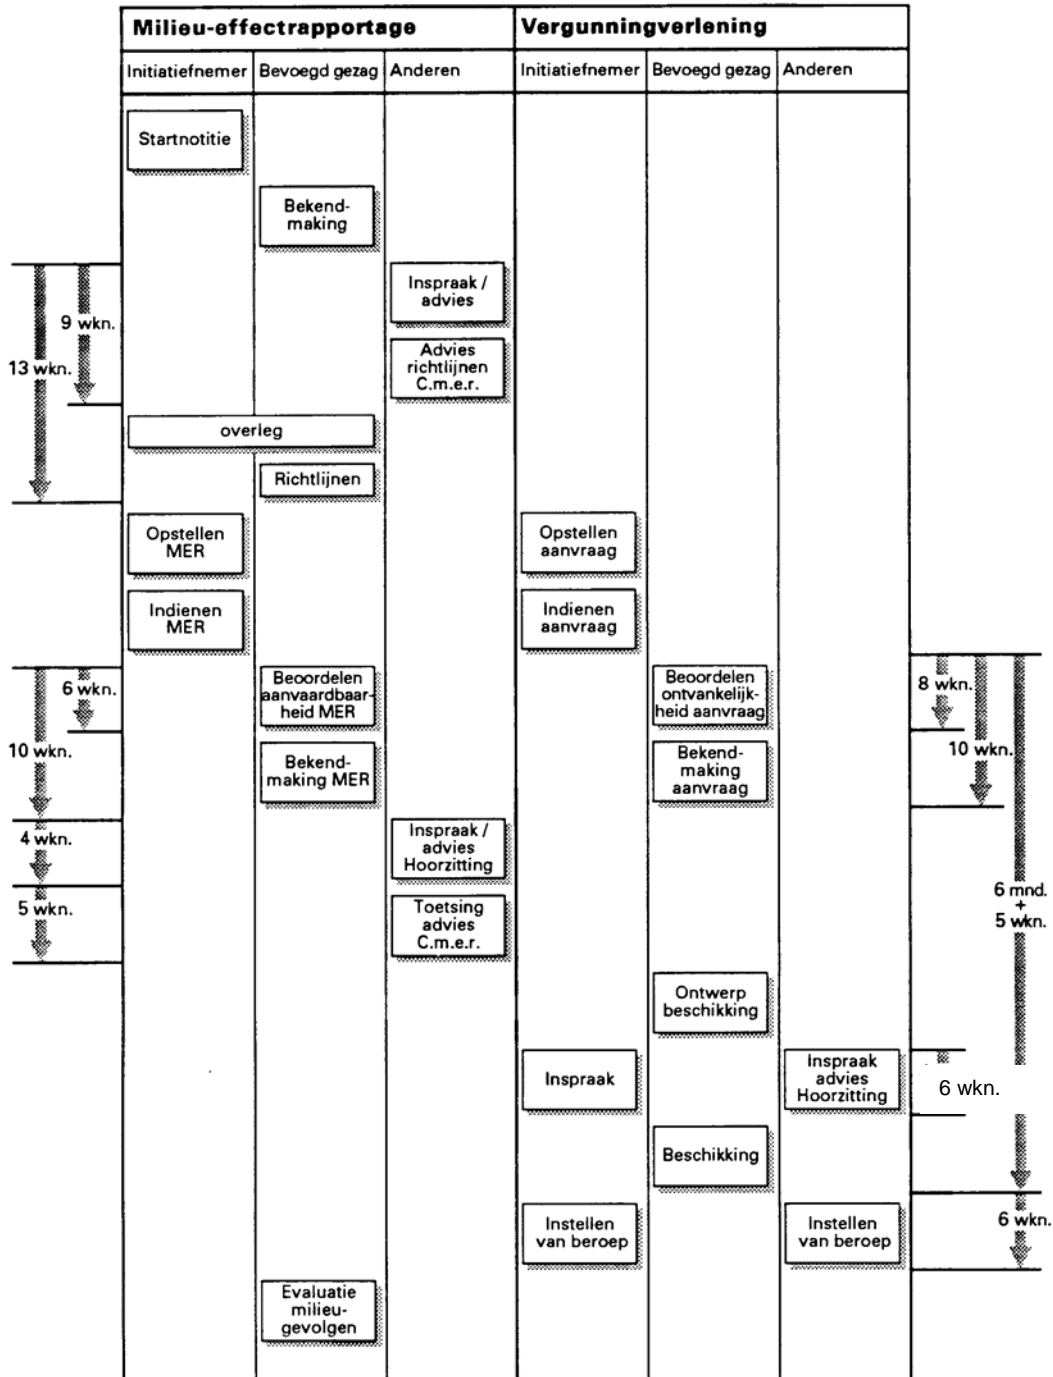 Milieu-effectrapportage
Vergunningverlening
Initiatiefnemer
Bevoegd gezag
Anderen
Initiatiefnemer
Bevoegd gezag
Anderen
Startnotitie
Bekend-
making
Inspraak /
advies
9 wkn.
13 wkn.
Advies
richtlijnen
C.m.e.r.
overleg
Richtlijnen
Opstellen
MER
Opstellen
aanvraag
Indienen
MER
Indienen
aanvraag
6 wkn.
10 wkn.
Beoordelen
aanvaardbaar-
heid MER
Beoordelen
ontvankelijk-
heid aanvraag
8 wkn.
10 wkn.
Bekend-
making MER
Bekend-
making
aanvraag
4 wkn.
Inspraak /
advies
Hoorzitting
5 wkn.
Toetsing
advies
C.m.e.r.
6 mnd.
+
5 wkn.
Ontwerp
beschikking
Inspraak
Inspraak
advies
Hoorzitting
6 wkn.
Beschikking
Instellen
van beroep
Instellen
van beroep
6 wkn.
Evaluatie
milieu-
gevolgen